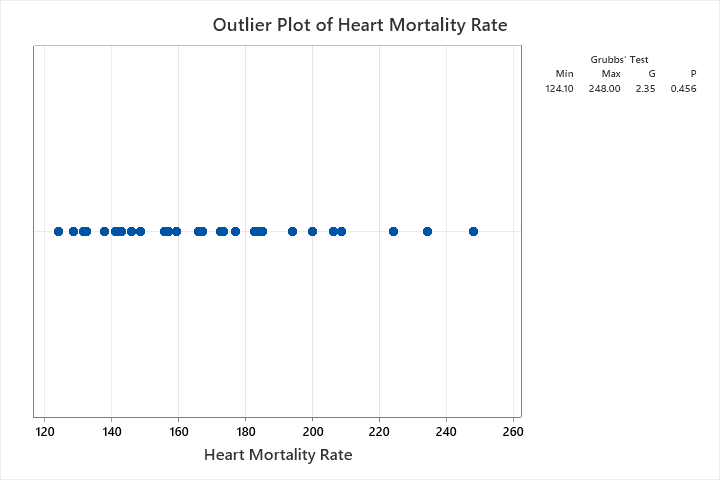 Outlier Plot of Heart Mortality Rate
Grubbs' Test
Min Max G P
124.10 248.00 2.35 0.456
120 140 160 180 200 220 240 260
Heart Mortality Rate